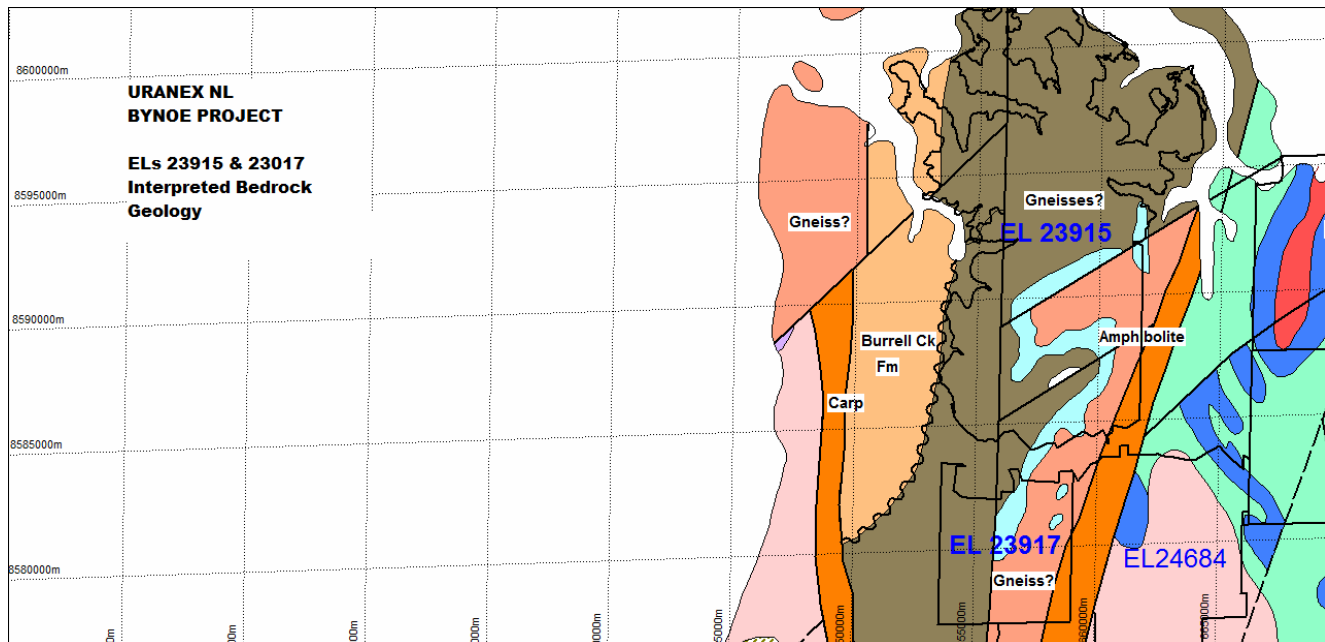 8600000m
URANEX NL
BYNOE PROJECT
ELs 23915 & 23017
Interpreted Bedrock
Geology
8595000m
Gneiss?
Gneisses?
EL 23915
8590000m
Burrell Ck
Fm
Amphibolite
Carp
8585000m
EL 23917
EL24684
8580000m
Gneiss?